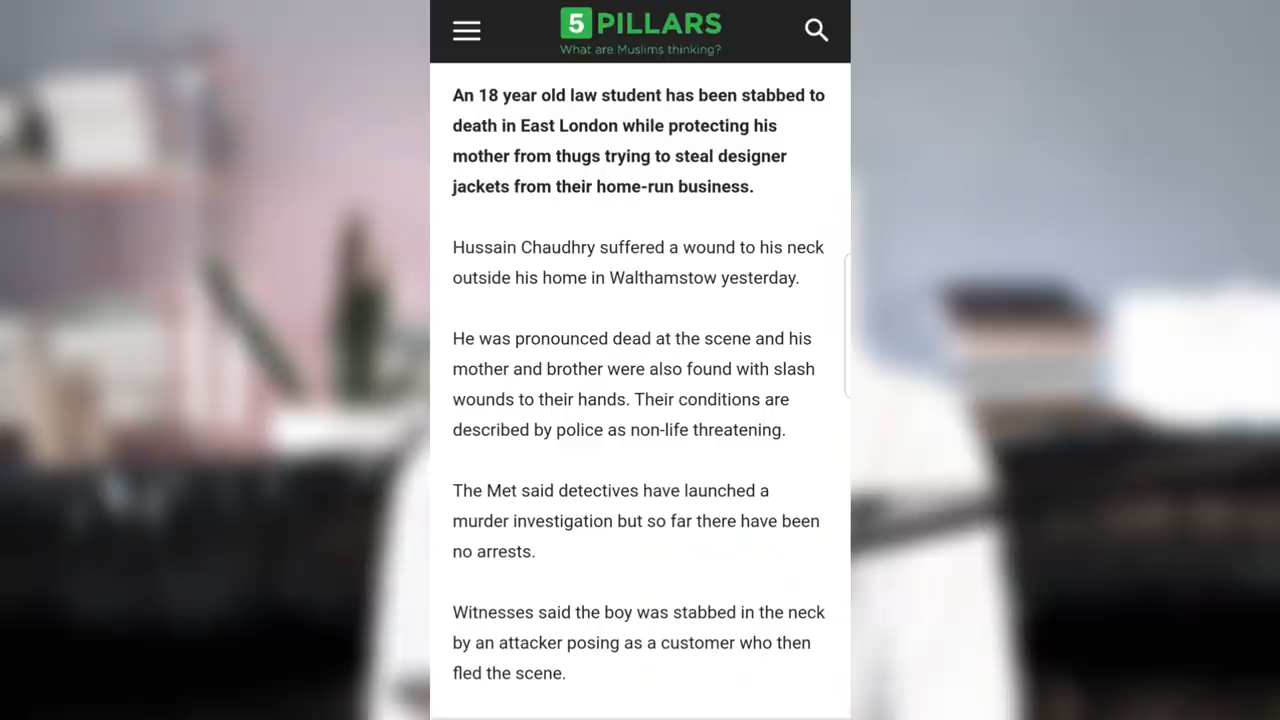 5 PILLARS
What are Muslims thinking?
An 18 year old law student has been stabbed to
death in East London while protecting his
mother from thugs trying to steal designer
jackets from their home-run business.
Hussain Chaudhry suffered a wound to his neck
outside his home in Walthamstow yesterday.
He was pronounced dead at the scene and his
mother and brother were also found with slash
wounds to their hands. Their conditions are
described by police as non-life threatening.
The Met said detectives have launched a
murder investigation but so far there have been
no arrests.
Witnesses said the boy was stabbed in the neck
by an attacker posing as a customer who then
fled the scene.